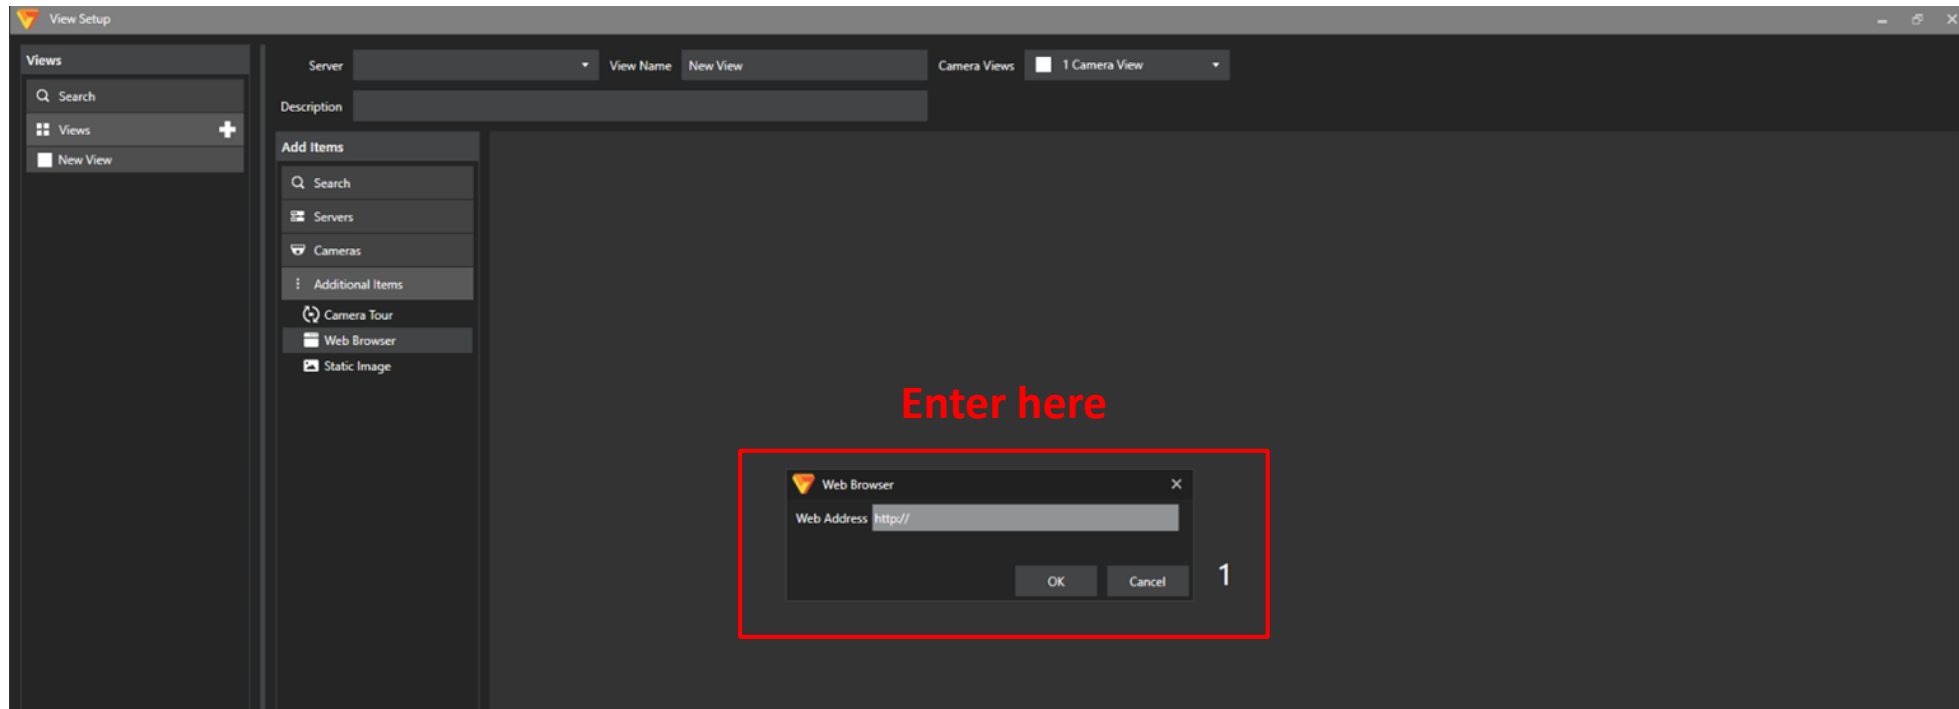 View Setup
Views
Search
Views
New View
Server
View Name New View
Camera Views 1 Camera View
Description
Add Items
Search
Servers
Cameras
Additional Items
Camera Tour
Web Browser
Static Image
Enter here
Web Browser
Web Address http://
OK Cancel
1